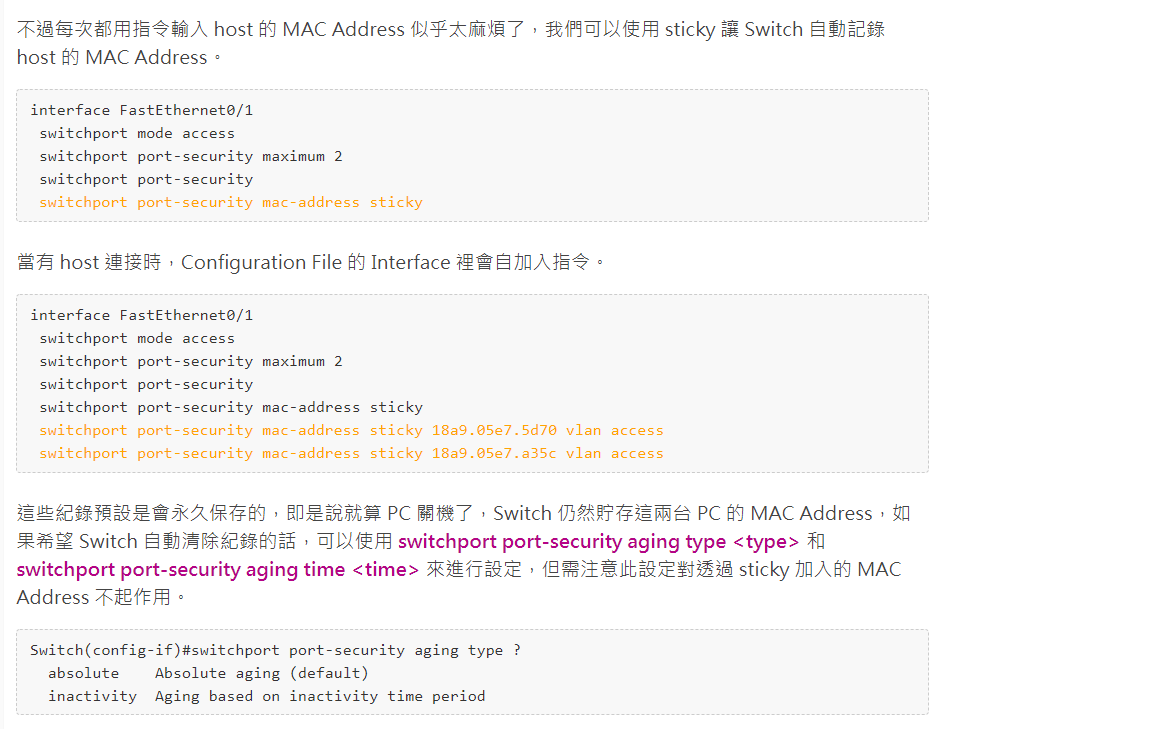 不過每次都用指令輸入 host 的 MAC Address 似乎太麻煩了，我們可以使用 sticky 讓 Switch 自動記錄
host 的 MAC Address。
interface FastEthernet0/1
 switchport mode access
 switchport port-security maximum 2
 switchport port-security
 switchport port-security mac-address sticky
當有 host 連接時，Configuration File 的 Interface 裡會自加入指令。
interface FastEthernet0/1
 switchport mode access
 switchport port-security maximum 2
 switchport port-security
 switchport port-security mac-address sticky
 switchport port-security mac-address sticky 18a9.05e7.5d70 vlan access
 switchport port-security mac-address sticky 18a9.05e7.a35c vlan access
這些紀錄預設是會永久保存的，即是說就算 PC 關機了，Switch 仍然貯存這兩台 PC 的 MAC Address，如
果希望 Switch 自動清除紀錄的話，可以使用 switchport port-security aging type <type> 和
switchport port-security aging time <time> 來進行設定，但需注意此設定對透過 sticky 加入的 MAC
Address 不起作用。
Switch(config-if)#switchport port-security aging type ?
  absolute    Absolute aging (default)
  inactivity  Aging based on inactivity time period